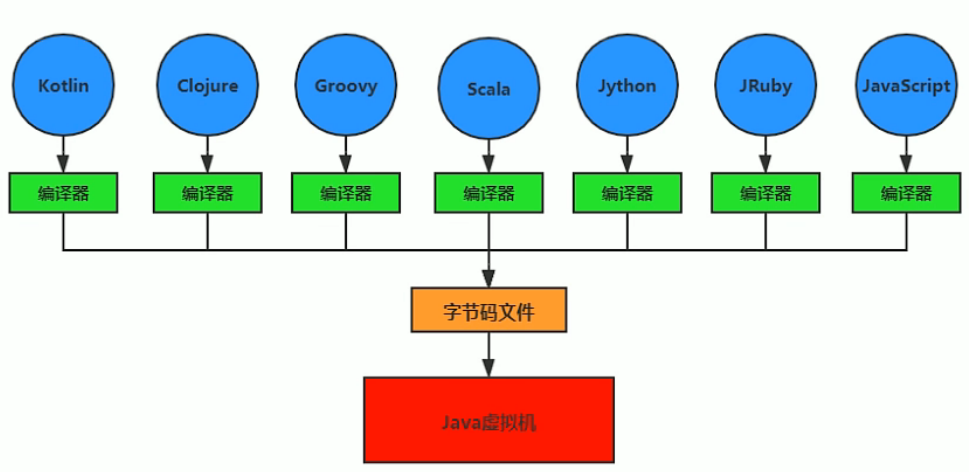 Kotlin
Clojure
Groovy
Scala
Jython
JRuby
JavaScript
编译器
编译器
编译器
编译器
编译器
编译器
编译器
字节码文件
Java虚拟机